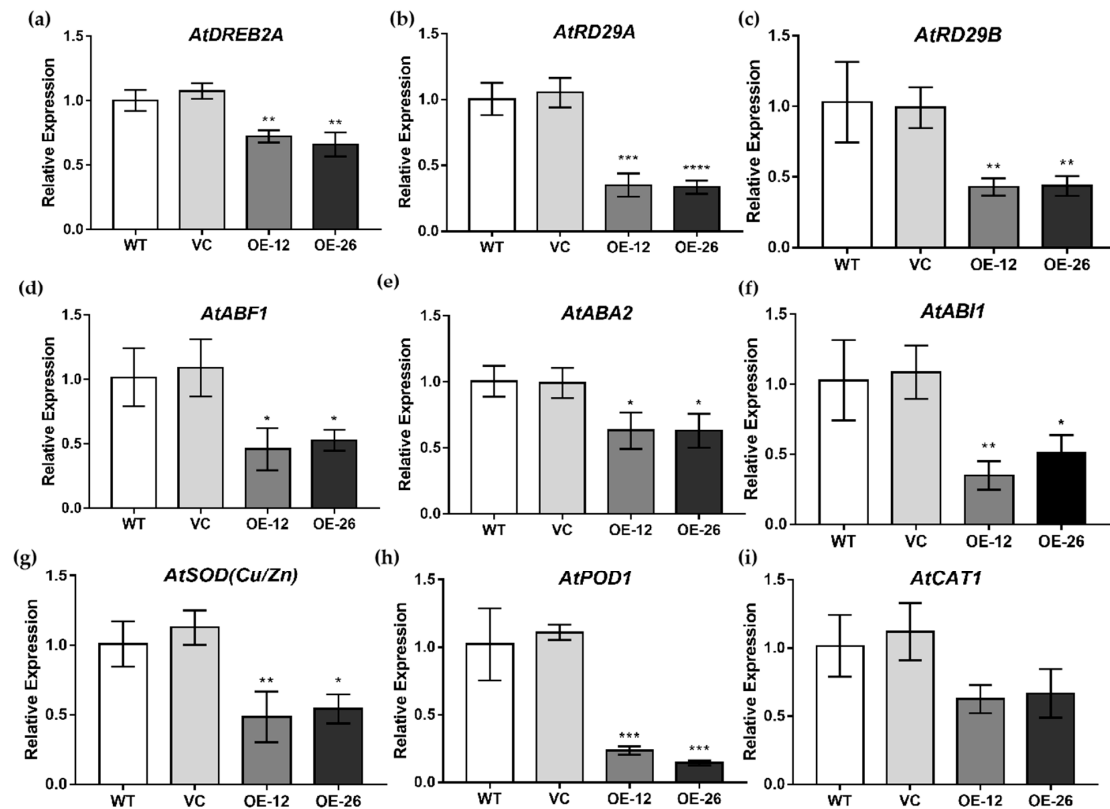 (a)
AtDREB2A
Relative Expression
1.5
1.0
0.5
0.0
**
**
WT VC OE-12 OE-26
(b)
AtRD29A
Relative Expression
1.5
1.0
0.5
0.0
***
****
WT VC OE-12 OE-26
(c)
AtRD29B
Relative Expression
1.5
1.0
0.5
0.0
**
**
WT VC OE-12 OE-26
(d)
AtABF1
Relative Expression
1.5
1.0
0.5
0.0
*
*
WT VC OE-12 OE-26
(e)
AtABA2
Relative Expression
1.5
1.0
0.5
0.0
*
*
WT VC OE-12 OE-26
(f)
AtABI1
Relative Expression
1.5
1.0
0.5
0.0
**
*
WT VC OE-12 OE-26
(g)
AtSOD(Cu/Zn)
Relative Expression
1.5
1.0
0.5
0.0
**
*
WT VC OE-12 OE-26
(h)
AtPOD1
Relative Expression
1.5
1.0
0.5
0.0
***
***
WT VC OE-12 OE-26
(i)
AtCAT1
Relative Expression
1.5
1.0
0.5
0.0
WT VC OE-12 OE-26